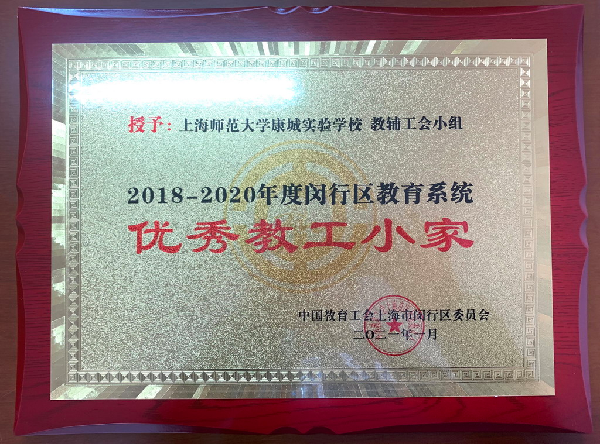 授予：上海师范大学康城实验学校 教辅工会小组
2018-2020年度闵行区教育系统
优秀教工小家
中国教育工会上海市闵行区委员会
二〇二一年一月